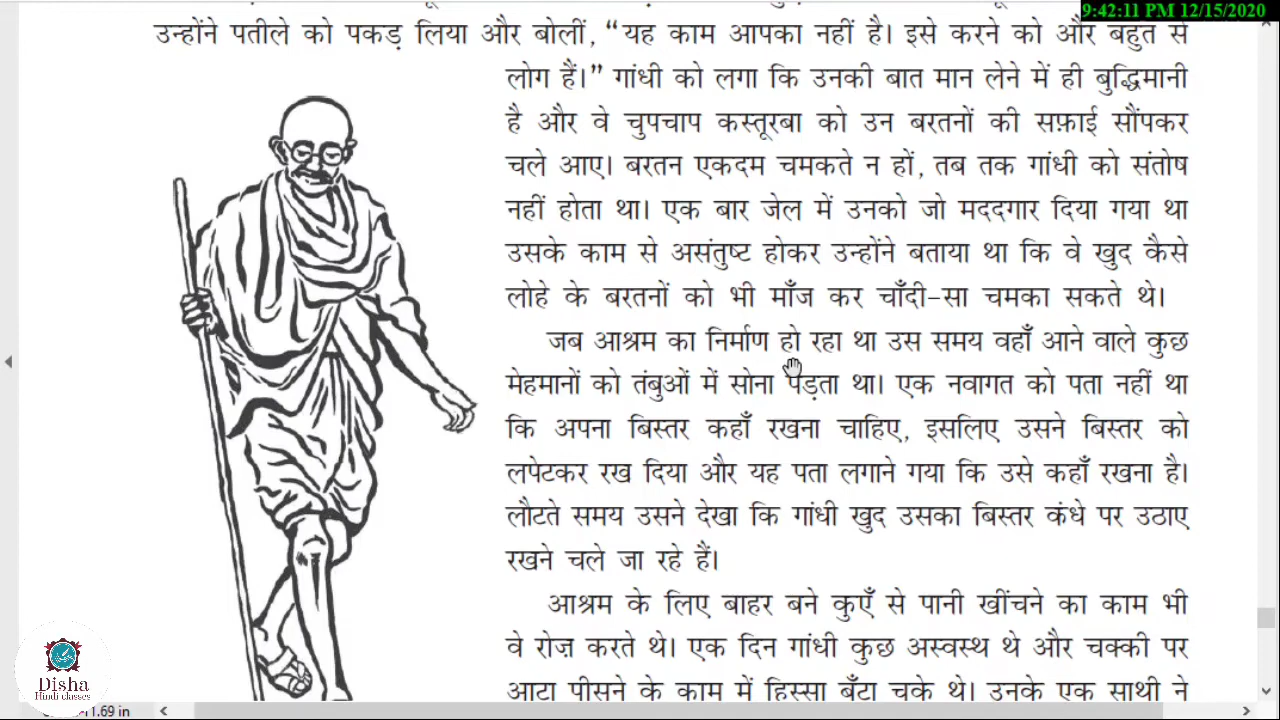 9:42:11 PM 12/15/2020
उन्होंने पतीले को पकड़ लिया और बोलीं, “यह काम आपका नहीं है। इसे करने को और बहुत से
लोग हैं।” गांधी को लगा कि उनकी बात मान लेने में ही बुद्धिमानी
है और वे चुपचाप कस्तूरबा को उन बरतनों की सफ़ाई सौंपकर
चले आए। बरतन एकदम चमकते न हों, तब तक गांधी को संतोष
नहीं होता था। एक बार जेल में उनको जो मददगार दिया गया था
उसके काम से असंतुष्ट होकर उन्होंने बताया था कि वे खुद कैसे
लोहे के बरतनों को भी माँज कर चाँदी-सा चमका सकते थे।
जब आश्रम का निर्माण हो रहा था उस समय वहाँ आने वाले कुछ
मेहमानों को तंबुओं में सोना पड़ता था। एक नवागत को पता नहीं था
कि अपना बिस्तर कहाँ रखना चाहिए, इसलिए उसने बिस्तर को
लपेटकर रख दिया और यह पता लगाने गया कि उसे कहाँ रखना है।
लौटते समय उसने देखा कि गांधी खुद उसका बिस्तर कंधे पर उठाए
रखने चले जा रहे हैं।
आश्रम के लिए बाहर बने कुएँ से पानी खींचने का काम भी
वे रोज़ करते थे। एक दिन गांधी कुछ अस्वस्थ थे और चक्की पर
आटा पीसने के काम में हिस्सा बँटा चुके थे। उनके एक साथी ने
Disha
Hindi classes
11.69 in